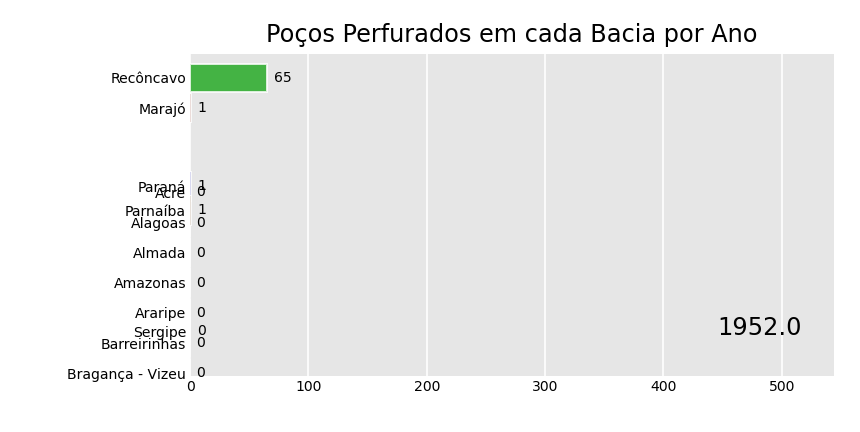 Poços Perfurados em cada Bacia por Ano
Recôncavo 65
Marajó 1
Paraná 1
Acre 0
Parnaíba 1
Alagoas 0
Almada 0
Amazonas 0
Araripe 0
Sergipe 0
1952.0
Barreirinhas 0
Bragança - Vizeu 0
0 100 200 300 400 500